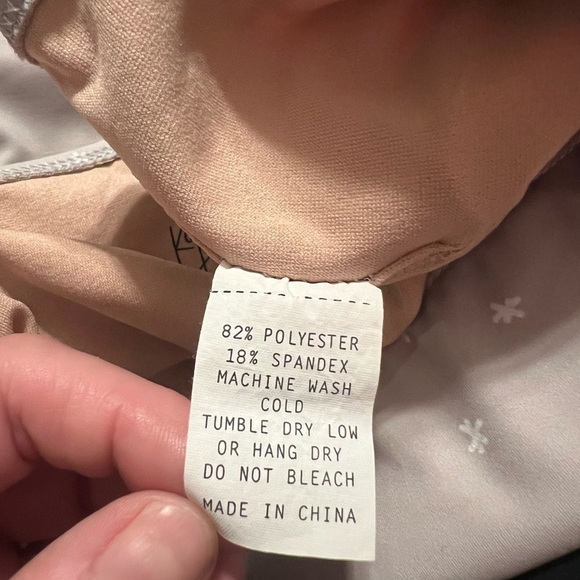 82% POLYESTER
18% SPANDEX
MACHINE WASH
COLD
TUMBLE DRY LOW
OR HANG DRY
DO NOT BLEACH
MADE IN CHINA